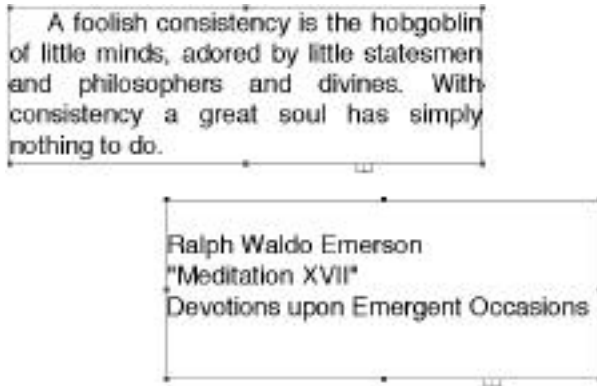 A foolish consistency is the hobgoblin
of little minds, adored by little statesmen
and philosophers and divines. With
consistency a great soul has simply
nothing to do.
Ralph Waldo Emerson
"Meditation XVII"
Devotions upon Emergent Occasions